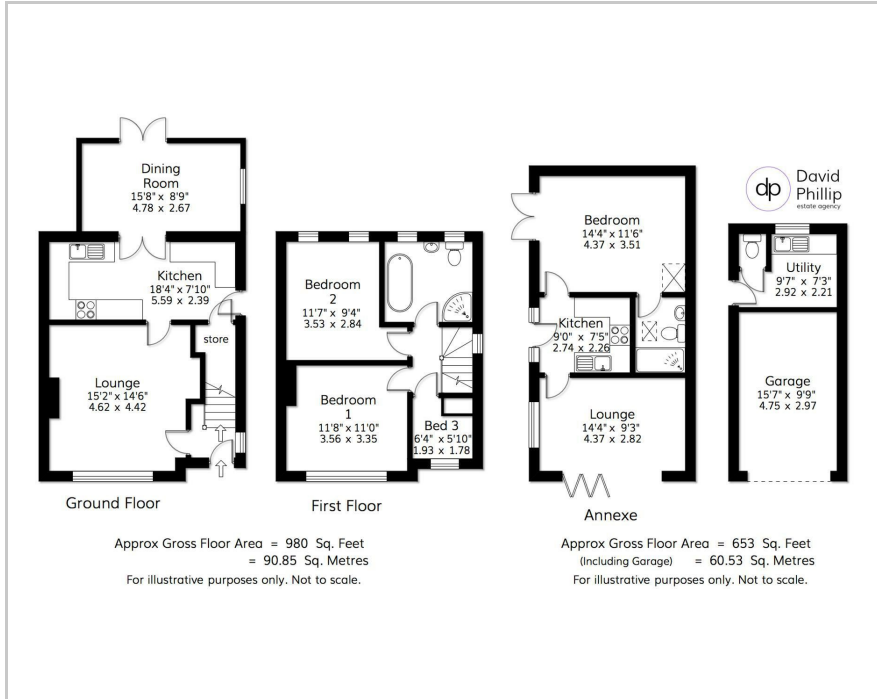 Dining
Room
15'8" x 8'9"
4.78 x 2.67
Kitchen
18'4" x 7'10"
5.59 x 2.39
store
Lounge
15'2" x 14'6"
4.62 x 4.42
Ground Floor
Bedroom
2
11'7" x 9'4"
3.53 x 2.84
Bedroom
1
11'8" x 11'0"
3.56 x 3.35
Bed 3
6'4" x 5'10"
1.93 x 1.78
First Floor
Approx Gross Floor Area = 980 Sq. Feet
= 90.85 Sq. Metres
For illustrative purposes only. Not to scale.
Bedroom
14'4" x 11'6"
4.37 x 3.51
Kitchen
9'0" x 7'5"
2.74 x 2.26
Lounge
14'4" x 9'3"
4.37 x 2.82
Annexe
dp
David
Phillip
estate agency
Utility
9'7" x 7'3"
2.92 x 2.21
Garage
15'7" x 9'9"
4.75 x 2.97
Approx Gross Floor Area = 653 Sq. Feet
(Including Garage) = 60.53 Sq. Metres
For illustrative purposes only. Not to scale.